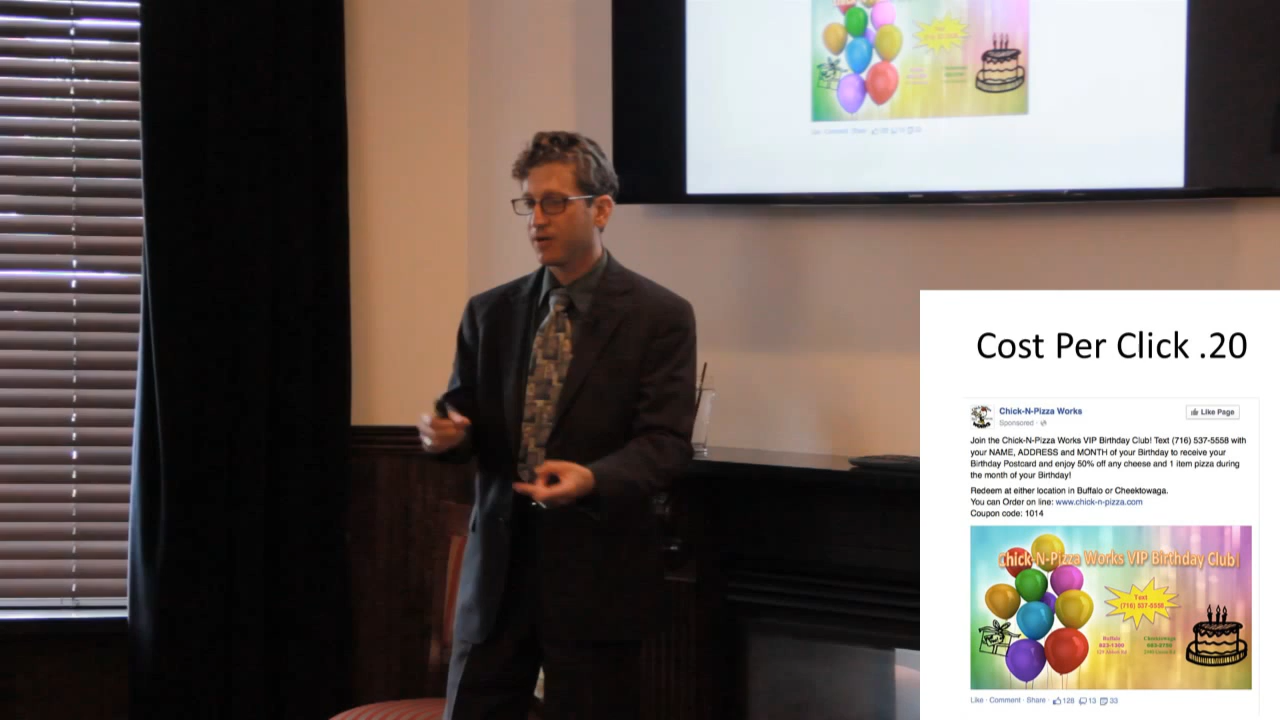 Cost Per Click .20
Chick-N-Pizza Works
Like Page
Sponsored ·
Join the Chick-N-Pizza Works VIP Birthday Club! Text (716) 537-5558 with
your NAME, ADDRESS and MONTH of your Birthday to receive your
Birthday Postcard and enjoy 50% off any cheese and 1 item pizza during
the month of your Birthday!
Redeem at either location in Buffalo or Cheektowaga.
You can Order on line: www.chick-n-pizza.com
Coupon code: 1014
Chick-N-Pizza Works VIP Birthday Club!
Text
(716) 537-5558
Buffalo
Cheektowaga
Like · Comment · Share · 128 13 33